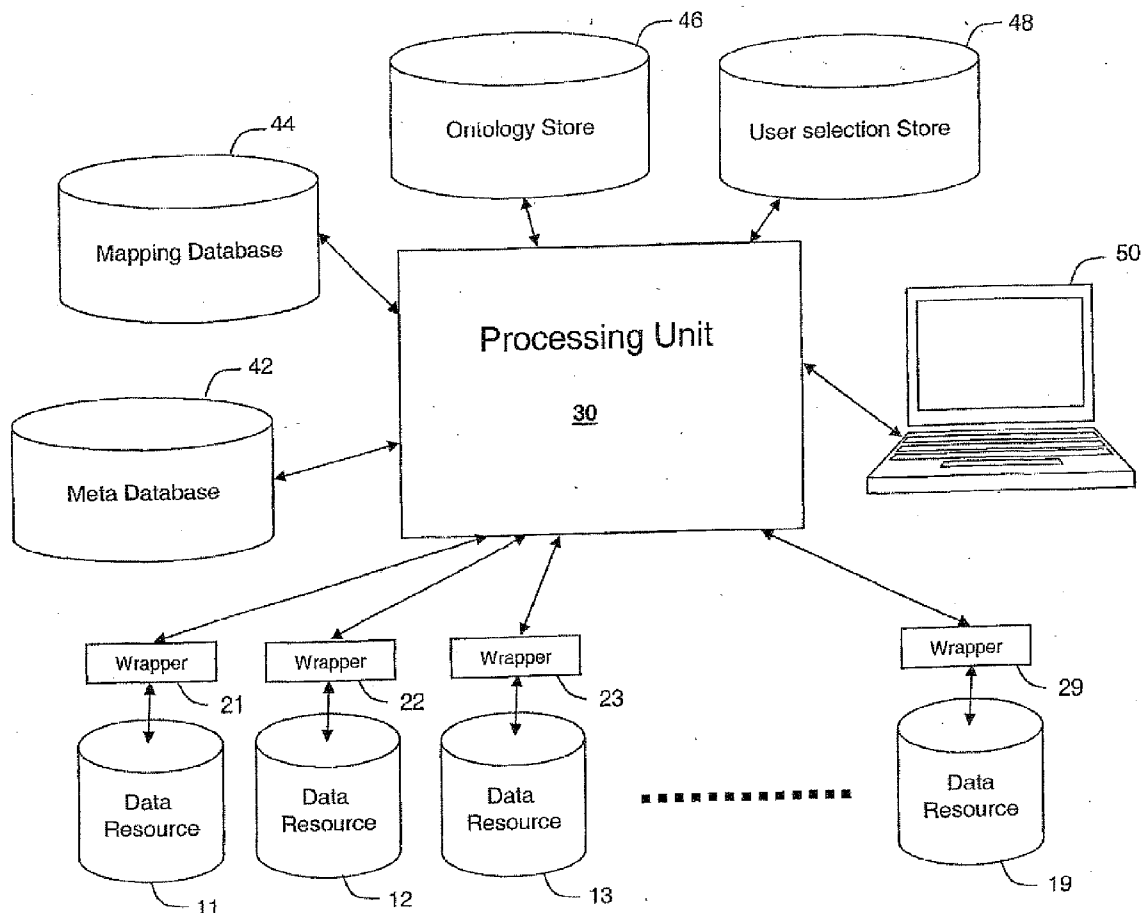 46
48
Ontology Store
User selection Store
44
Mapping Database
50
Processing Unit
30
42
Meta Database
Wrapper
Wrapper
Wrapper
Wrapper
21
22
23
29
Data
Resource
Data
Resource
Data
Resource
Data
Resource
11
12
13
19